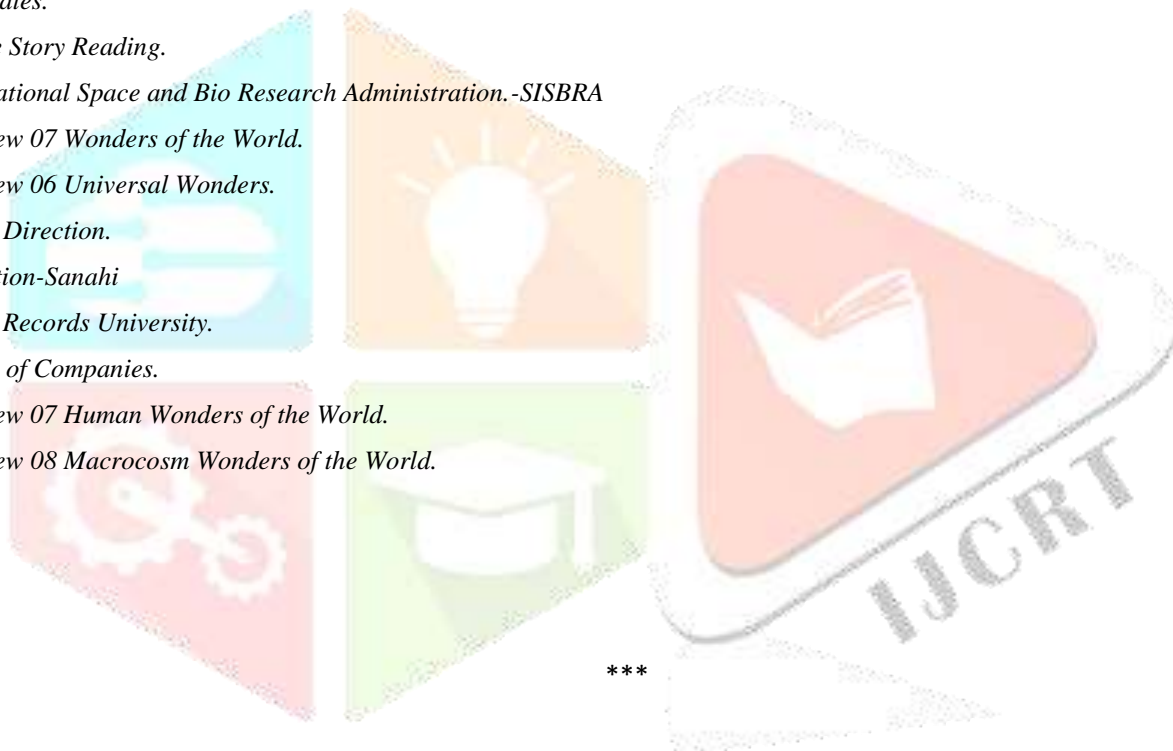 Story Reading.
ational Space and Bio Research Administration.-SISBRA
ew 07 Wonders of the World.
ew 06 Universal Wonders.
Direction.
tion-Sanahi
Records University.
of Companies.
ew 07 Human Wonders of the World.
ew 08 Macrocosm Wonders of the World.
IJCRT
***